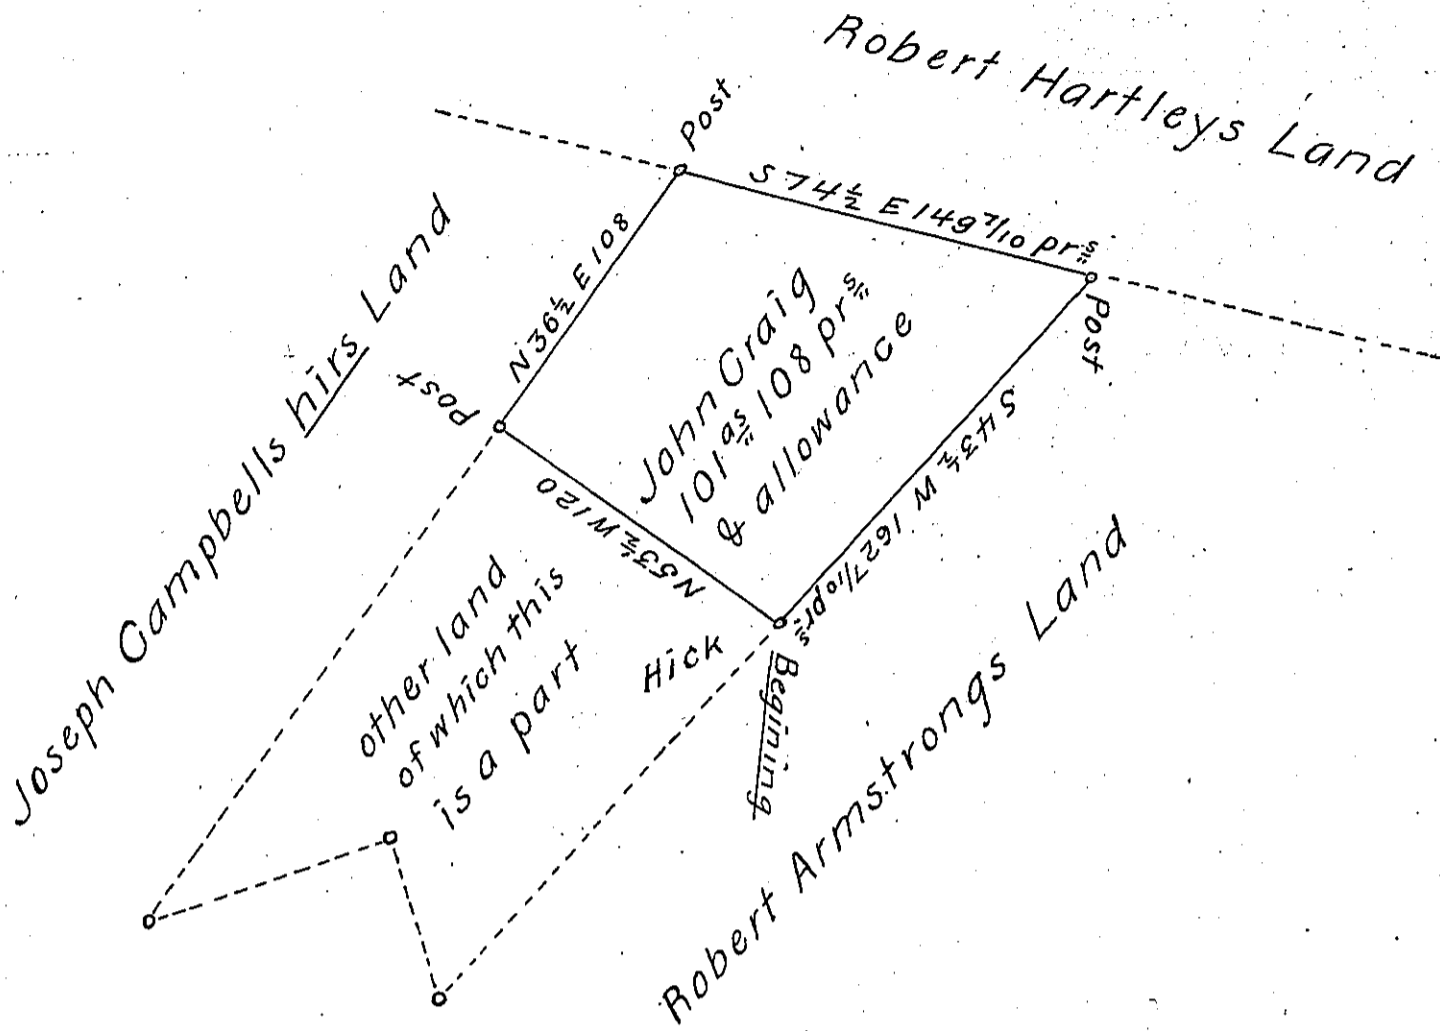 Robert Hartleys Land
Post
S 74½ E 149 7/10 prs
Post
N 36½ E 108
Joseph Campbells hirs Land
Post
John Craig
101 as 108 prs
& allowance
S 43½ W 162 7/10 prs
N 53½ W 120
other land
of which this
is a part
Hick
Begining
Robert Armstrongs Land